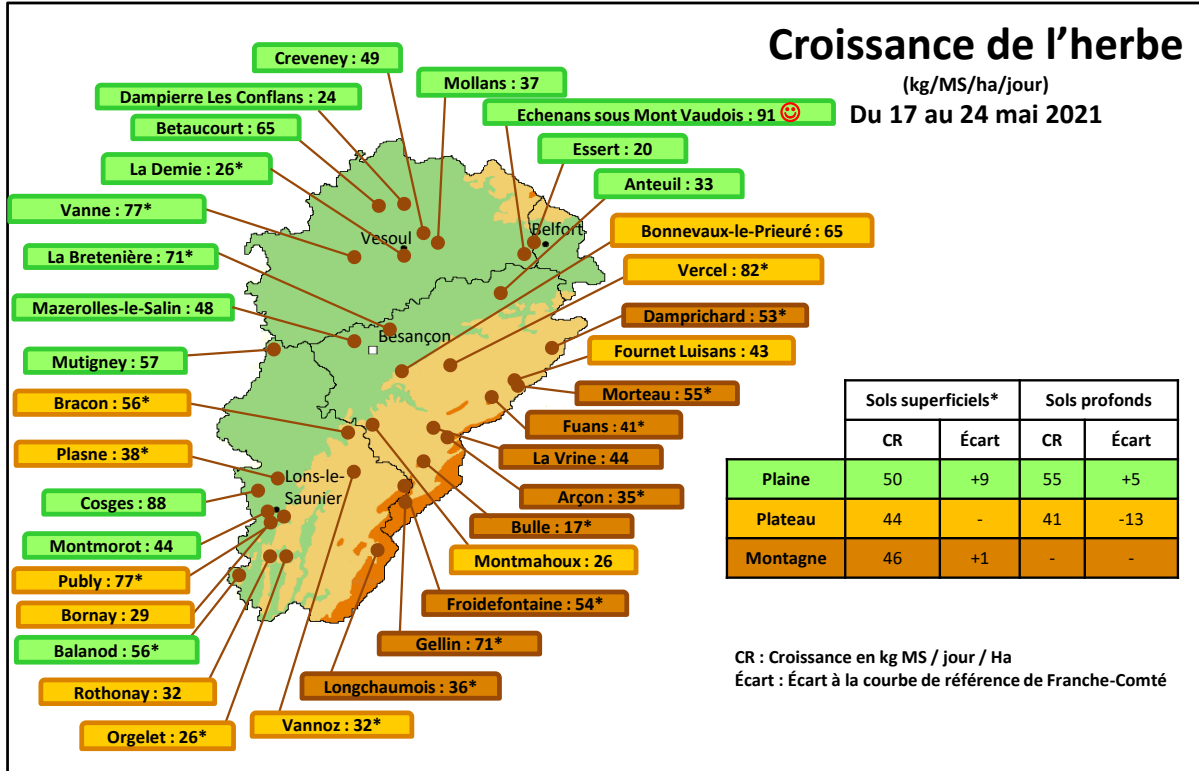 Croissance de l'herbe
(kg/MS/ha/jour)
Du 17 au 24 mai 2021
Creveney : 49
Mollans : 37
Dampierre Les Conflans : 24
Echenans sous Mont Vaudois : 91
Betaucourt : 65
Essert : 20
La Demie : 26*
Anteuil : 33
Vanne : 77*
Bonnevaux-le-Prieuré : 65
Belfort
Vesoul
La Bretenière : 71*
Vercel : 82*
Mazerolles-le-Salin : 48
Damprichard : 53*
Besançon
Mutigney : 57
Fournet Luisans : 43
Bracon : 56*
Morteau : 55*
Fuans : 41*
Plasne : 38*
La Vrine : 44
Lons-le-
Saunier
Cosges : 88
Arçon : 35*
Bulle : 17*
Montmorot : 44
Montmahoux : 26
Publy : 77*
Froidefontaine : 54*
Bornay : 29
Gellin : 71*
Balanod : 56*
Longchaumois : 36*
Rothonay : 32
Vannoz : 32*
Orgelet : 26*
Sols superficiels* Sols profonds
CR Écart CR Écart
Plaine 50 +9 55 +5
Plateau 44 - 41 -13
Montagne 46 +1 - -
CR : Croissance en kg MS / jour / Ha
Écart : Écart à la courbe de référence de Franche-Comté